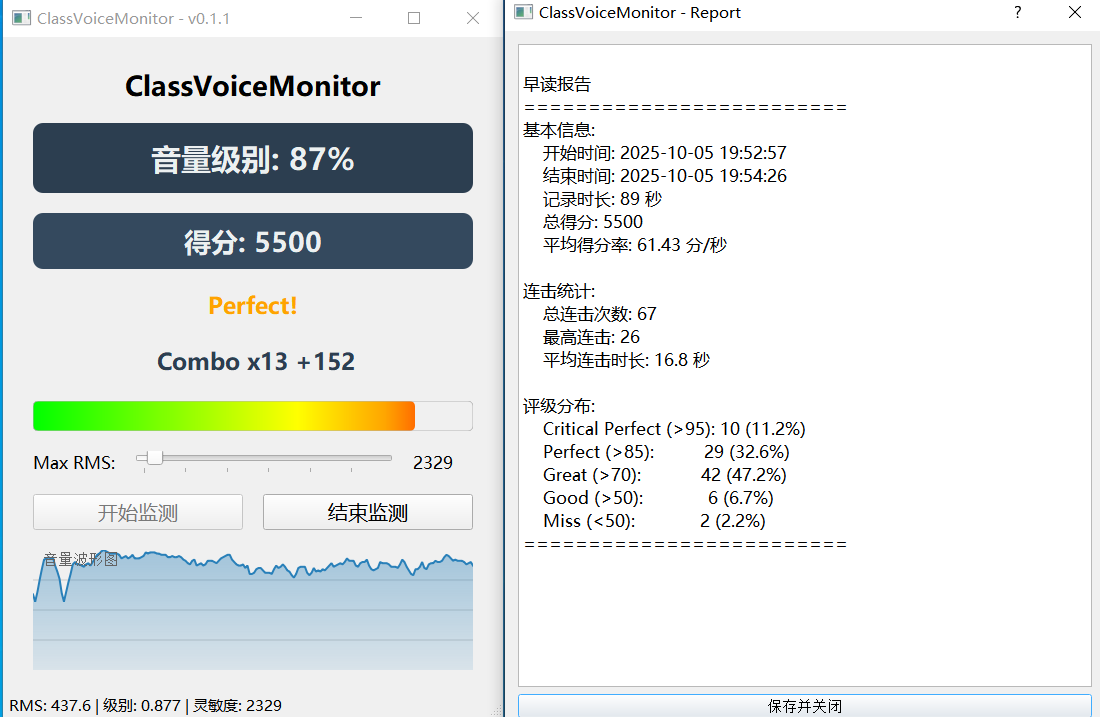 ClassVoiceMonitor - v0.1.1
ClassVoiceMonitor
音量级别: 87%
得分: 5500
Perfect!
Combo x13 +152
Max RMS: 2329
开始监测 结束监测
音量波形图
RMS: 437.6 | 级别: 0.877 | 灵敏度: 2329
ClassVoiceMonitor - Report
早读报告
=========================
基本信息:
开始时间: 2025-10-05 19:52:57
结束时间: 2025-10-05 19:54:26
记录时长: 89 秒
总得分: 5500
平均得分率: 61.43 分/秒
连击统计:
总连击次数: 67
最高连击: 26
平均连击时长: 16.8 秒
评级分布:
Critical Perfect (>95): 10 (11.2%)
Perfect (>85): 29 (32.6%)
Great (>70): 42 (47.2%)
Good (>50): 6 (6.7%)
Miss (<50): 2 (2.2%)
=========================
保存并关闭